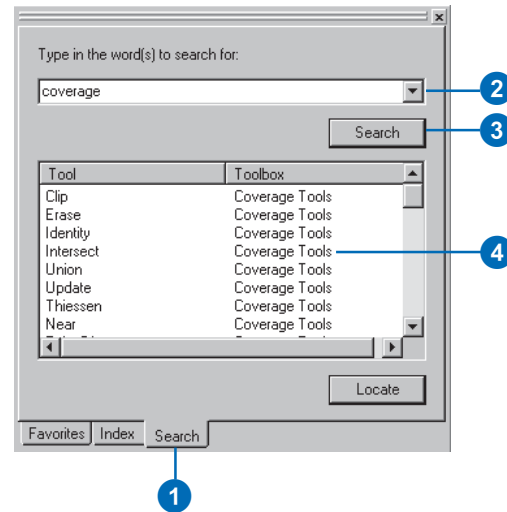 x
Type in the word(s) to search for:
coverage
2
Search
3
Tool Toolbox
Clip Coverage Tools
Erase Coverage Tools
Identity Coverage Tools
Intersect Coverage Tools
4
Union Coverage Tools
Update Coverage Tools
Thiessen Coverage Tools
Near Coverage Tools
Locate
Favorites Index Search
1